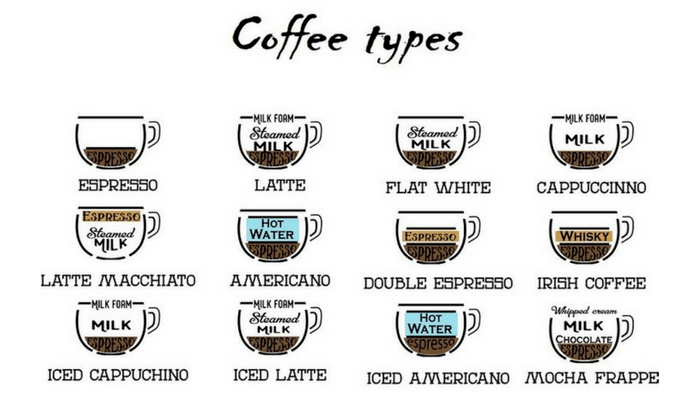 Coffee types
ESPRESSO
ESPRESSO
MILK FOAM
Steamed
MILK
ESPRESSO
LATTE
Steamed
MILK
ESPRESSO
FLAT WHITE
MILK FOAM
MILK
ESPRESSO
CAPPUCCINNO
ESPRESSO
Steamed
MILK
LATTE MACCHIATO
HOT
WATER
ESPRESSO
AMERICANO
ESPRESSO
ESPRESSO
DOUBLE ESPRESSO
WHISKY
ESPRESSO
IRISH COFFEE
MILK FOAM
MILK
ESPRESSO
ICED CAPPUCHINO
MILK FOAM
Steamed
MILK
ESPRESSO
ICED LATTE
HOT
WATER
espresso
ICED AMERICANO
Whipped cream
MILK
CHOCOLATE
ESPRESSO
MOCHA FRAPPE